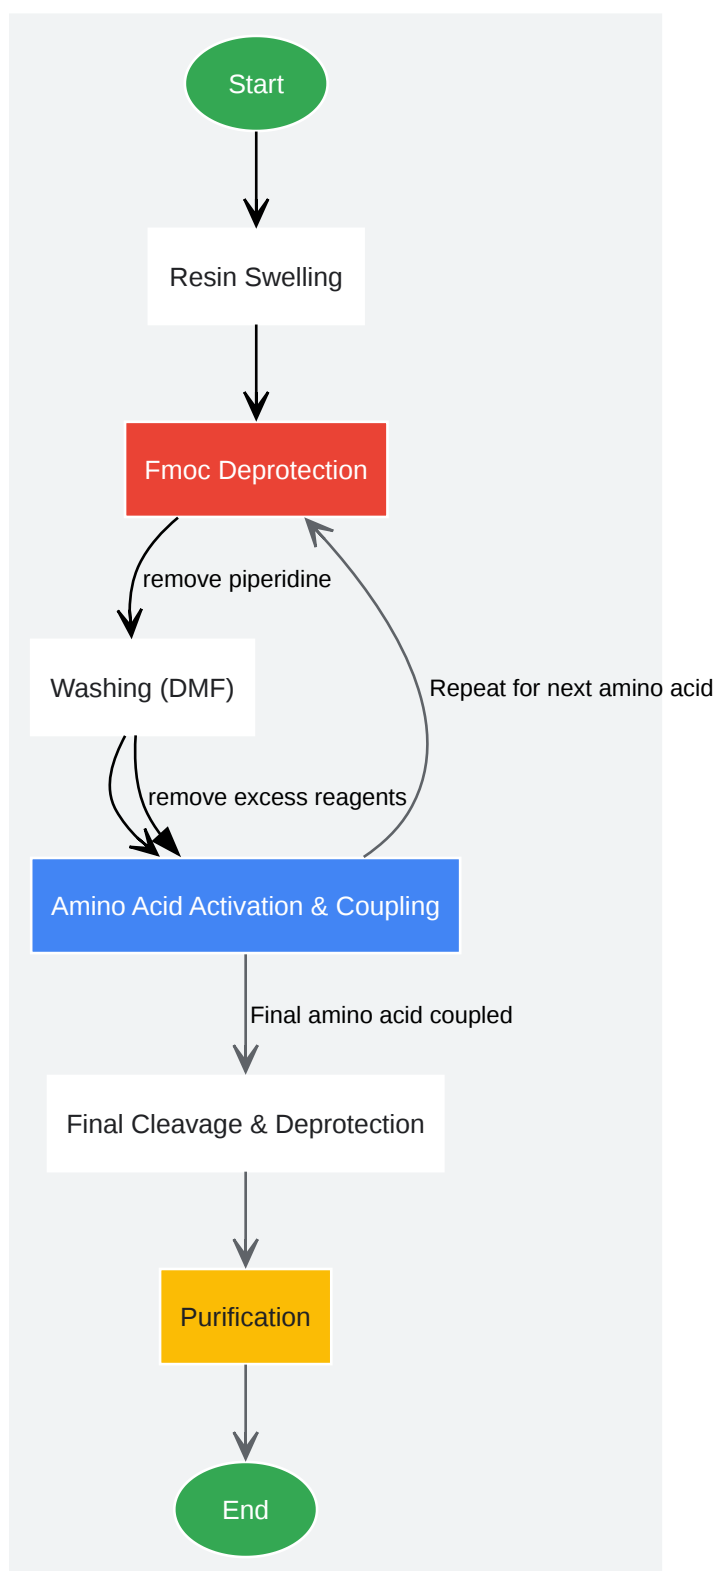 Start
Resin Swelling
Fmoc Deprotection
remove piperidine
Washing (DMF)
Repeat for next amino acid
remove excess reagents
Amino Acid Activation & Coupling
Final amino acid coupled
Final Cleavage & Deprotection
Purification
End